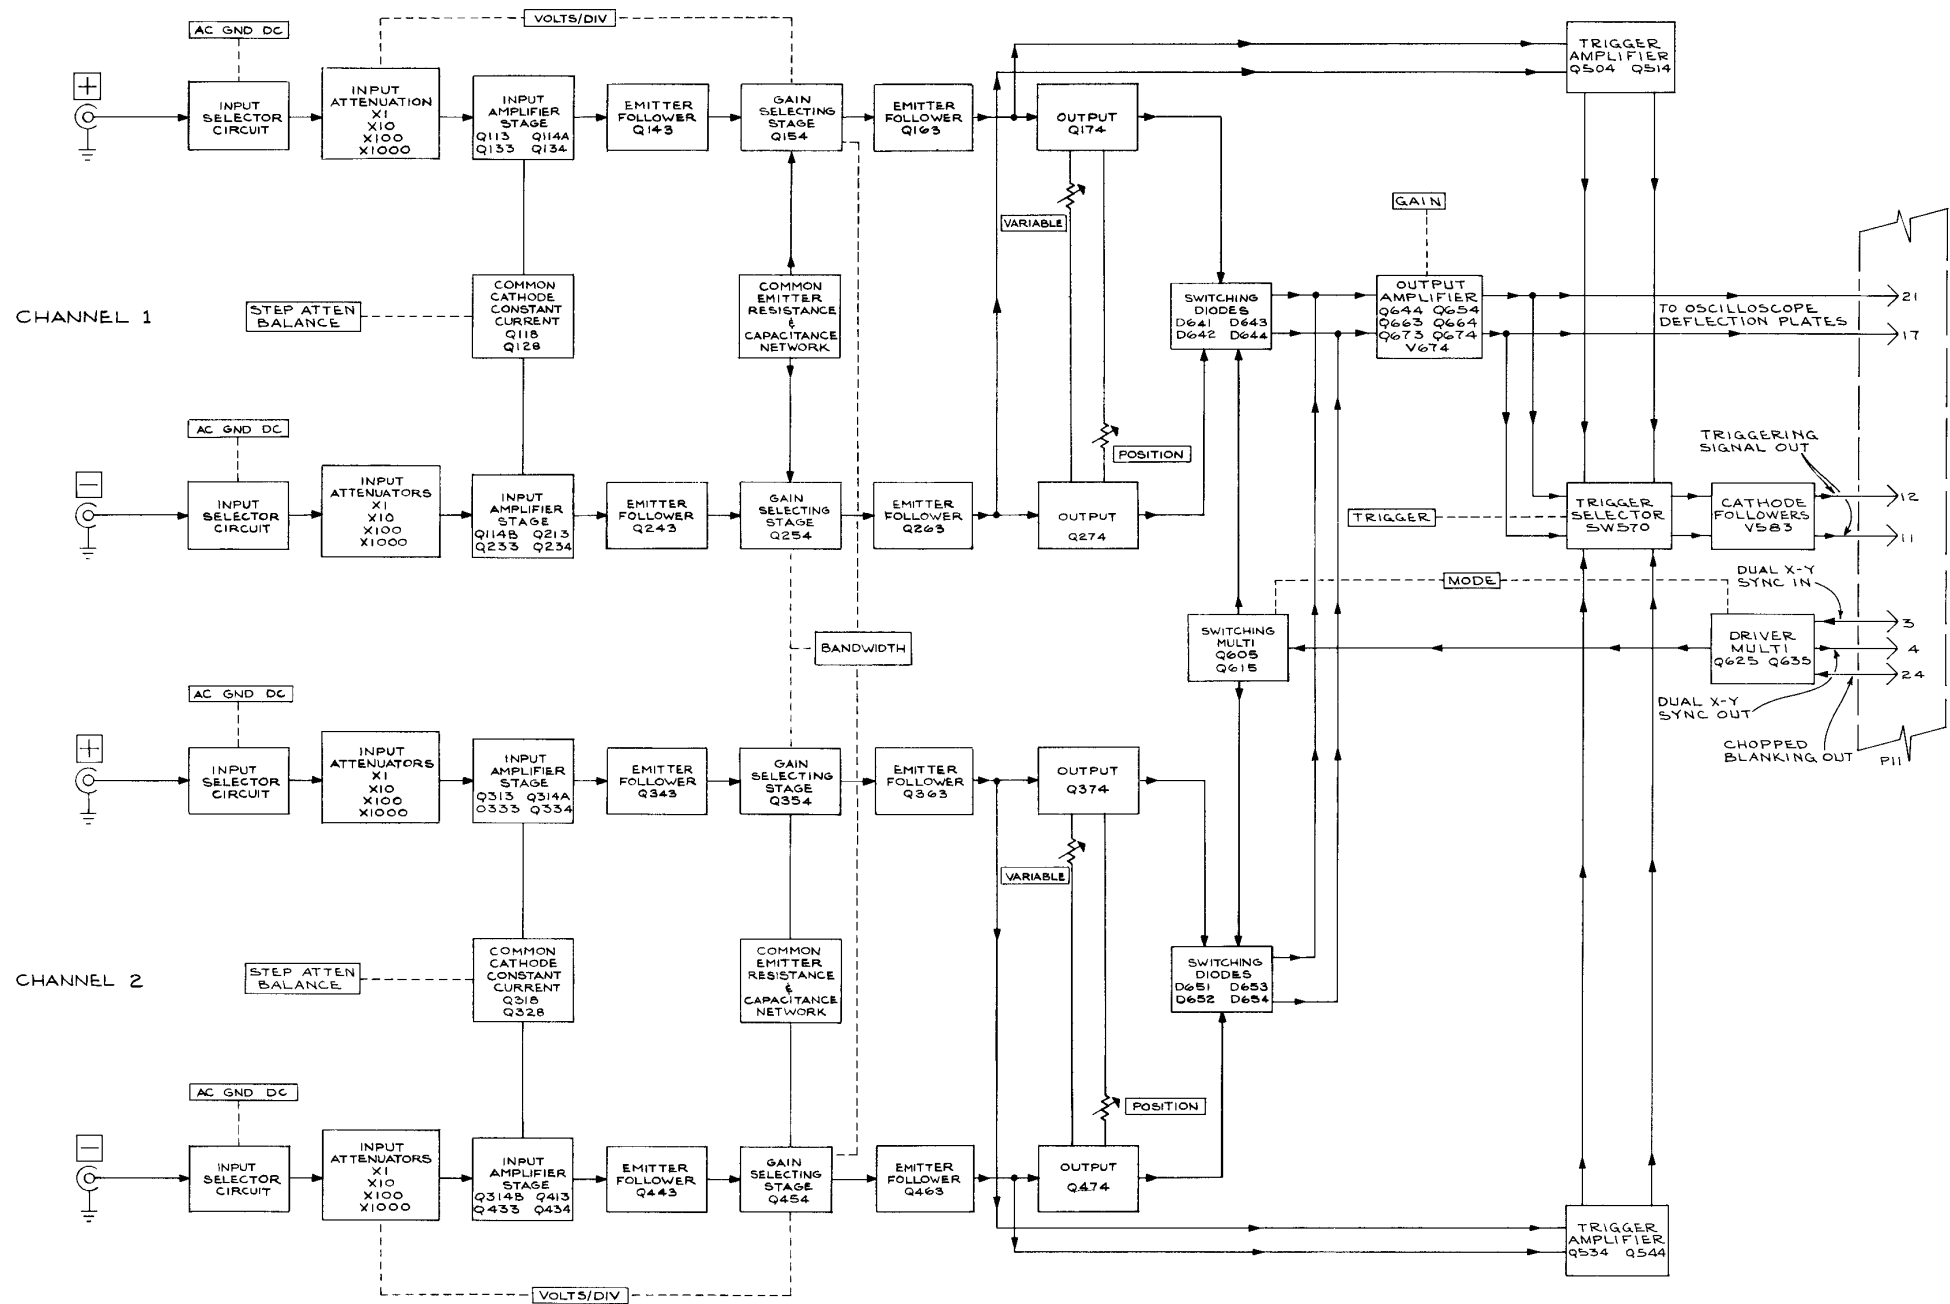 VOLTS/DIV
AC GND DC
+
INPUT
SELECTOR
CIRCUIT
INPUT
ATTENUATION
X1
X10
X100
X1000
INPUT
AMPLIFIER
STAGE
Q113 Q114A
Q133 Q134
EMITTER
FOLLOWER
Q143
GAIN
SELECTING
STAGE
Q154
EMITTER
FOLLOWER
Q163
OUTPUT
Q174
TRIGGER
AMPLIFIER
Q504 Q514
VARIABLE
GAIN
CHANNEL 1
STEP ATTEN
BALANCE
COMMON
CATHODE
CONSTANT
CURRENT
Q118
Q128
COMMON
EMITTER
RESISTANCE
&
CAPACITANCE
NETWORK
SWITCHING
DIODES
D641 D643
D642 D644
OUTPUT
AMPLIFIER
Q644 Q654
Q663 Q664
Q673 Q674
V674
TO OSCILLOSCOPE
DEFLECTION PLATES
21
17
POSITION
AC GND DC
−
INPUT
SELECTOR
CIRCUIT
INPUT
ATTENUATORS
X1
X10
X100
X1000
INPUT
AMPLIFIER
STAGE
Q114B Q213
Q233 Q234
EMITTER
FOLLOWER
Q243
GAIN
SELECTING
STAGE
Q254
EMITTER
FOLLOWER
Q263
OUTPUT
Q274
TRIGGER
TRIGGER
SELECTOR
SW570
CATHODE
FOLLOWERS
V583
TRIGGERING
SIGNAL OUT
12
11
MODE
DUAL X-Y
SYNC IN
BANDWIDTH
SWITCHING
MULTI
Q605
Q615
DRIVER
MULTI
Q625 Q635
3
4
24
DUAL X-Y
SYNC OUT
CHOPPED
BLANKING OUT
P11
AC GND DC
+
INPUT
SELECTOR
CIRCUIT
INPUT
ATTENUATORS
X1
X10
X100
X1000
INPUT
AMPLIFIER
STAGE
Q313 Q314A
O333 Q334
EMITTER
FOLLOWER
Q343
GAIN
SELECTING
STAGE
Q354
EMITTER
FOLLOWER
Q363
OUTPUT
Q374
VARIABLE
CHANNEL 2
STEP ATTEN
BALANCE
COMMON
CATHODE
CONSTANT
CURRENT
Q318
Q328
COMMON
EMITTER
RESISTANCE
&
CAPACITANCE
NETWORK
SWITCHING
DIODES
D651 D653
D652 D654
POSITION
AC GND DC
−
INPUT
SELECTOR
CIRCUIT
INPUT
ATTENUATORS
X1
X10
X100
X1000
INPUT
AMPLIFIER
STAGE
Q314B Q413
Q433 Q434
EMITTER
FOLLOWER
Q443
GAIN
SELECTING
STAGE
Q454
EMITTER
FOLLOWER
Q463
OUTPUT
Q474
TRIGGER
AMPLIFIER
Q534 Q544
VOLTS/DIV